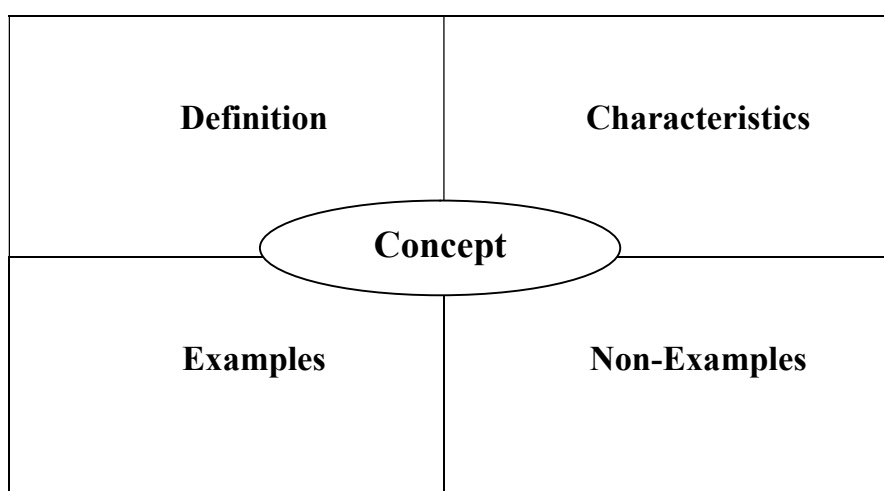 Definition
Characteristics
Concept
Examples
Non-Examples